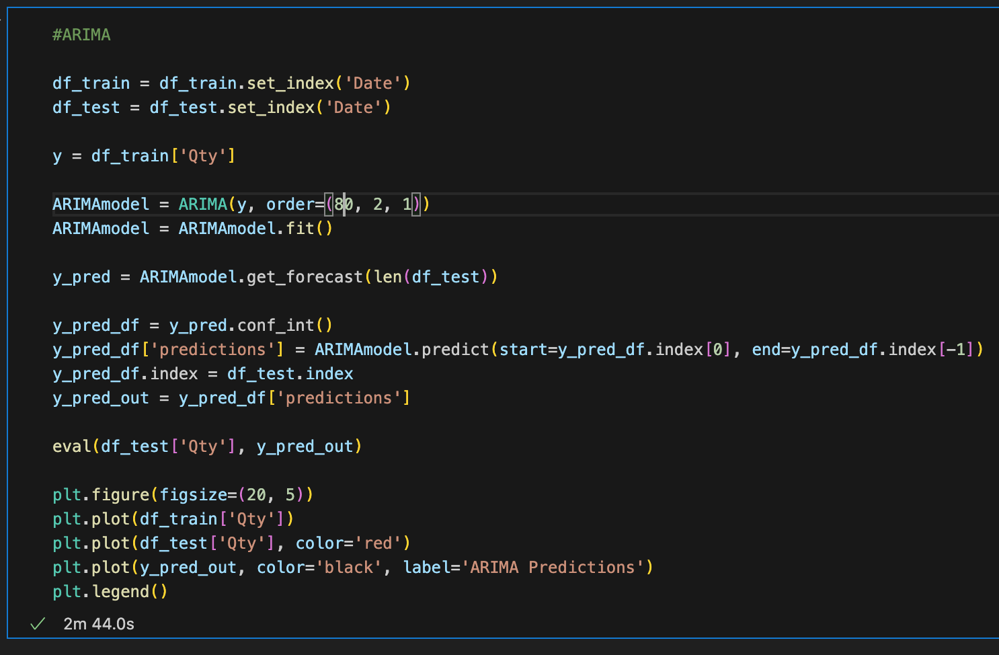 #ARIMA
df_train = df_train.set_index('Date')
df_test = df_test.set_index('Date')
y = df_train['Qty']
ARIMAmodel = ARIMA(y, order=(80, 2, 1))
ARIMAmodel = ARIMAmodel.fit()
y_pred = ARIMAmodel.get_forecast(len(df_test))
y_pred_df = y_pred.conf_int()
y_pred_df['predictions'] = ARIMAmodel.predict(start=y_pred_df.index[0], end=y_pred_df.index[-1])
y_pred_df.index = df_test.index
y_pred_out = y_pred_df['predictions']
eval(df_test['Qty'], y_pred_out)
plt.figure(figsize=(20, 5))
plt.plot(df_train['Qty'])
plt.plot(df_test['Qty'], color='red')
plt.plot(y_pred_out, color='black', label='ARIMA Predictions')
plt.legend()
2m 44.0s